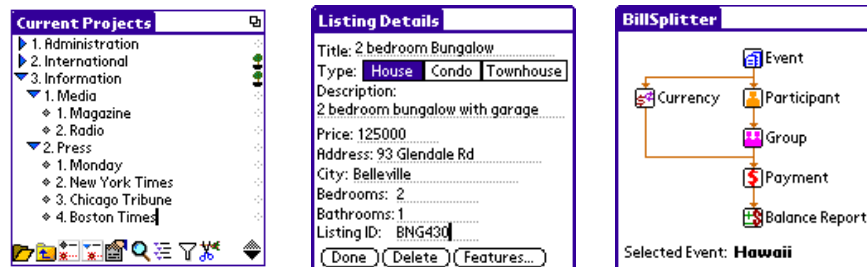 Current Projects
1. Administration
2. International
3. Information
1. Media
1. Magazine
2. Radio
2. Press
1. Monday
2. New York Times
3. Chicago Tribune
4. Boston Times
Listing Details
Title: 2 bedroom Bungalow
Type: House Condo Townhouse
Description:
2 bedroom bungalow with garage
Price: 125000
Address: 93 Glendale Rd
City: Belleville
Bedrooms: 2
Bathrooms: 1
Listing ID: BNG430
Done Delete Features...
BillSplitter
Event
Currency Participant
Group
Payment
Balance Report
Selected Event: Hawaii